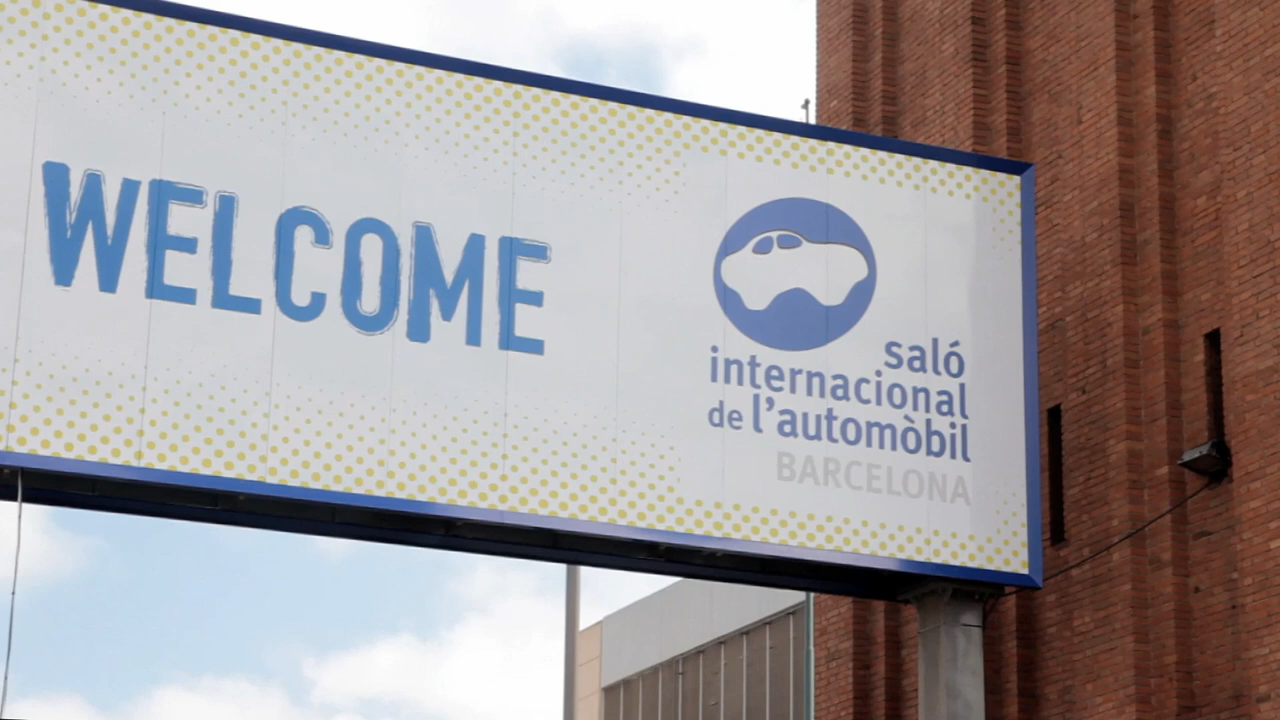 WELCOME
saló
internacional
de l'automòbil
BARCELONA